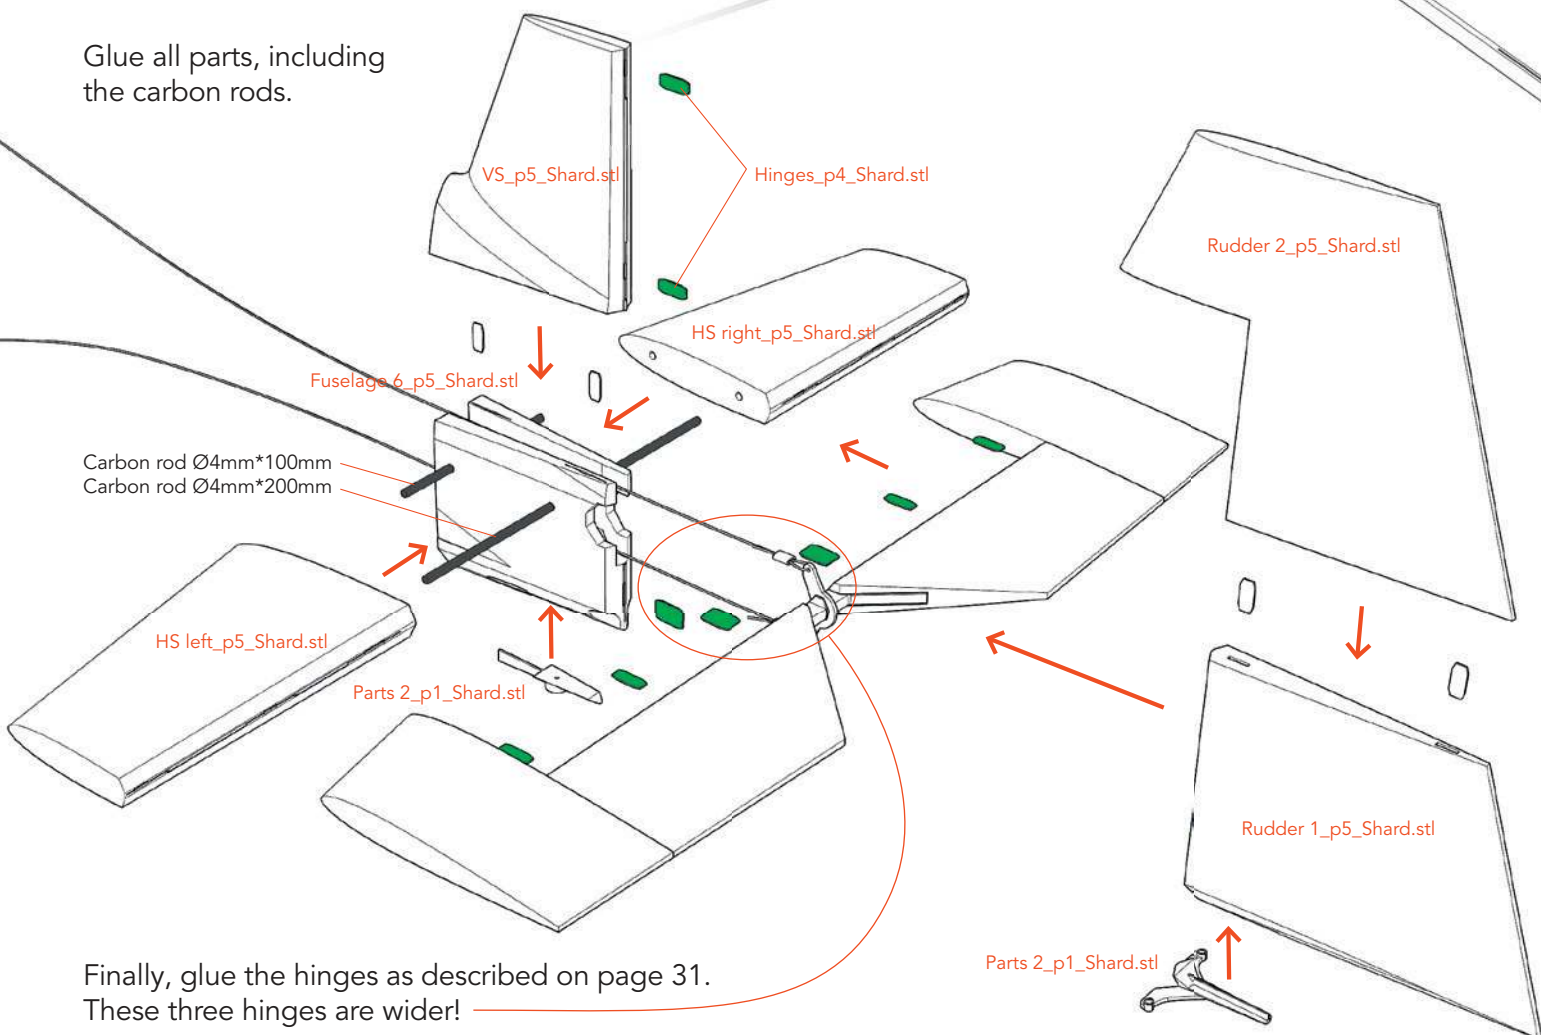 Glue all parts, including
the carbon rods.
VS_p5_Shard.stl
Hinges_p4_Shard.stl
Rudder 2_p5_Shard.stl
HS right_p5_Shard.stl
Fuselage 6_p5_Shard.stl
Carbon rod Ø4mm*100mm
Carbon rod Ø4mm*200mm
HS left_p5_Shard.stl
Parts 2_p1_Shard.stl
Rudder 1_p5_Shard.stl
Parts 2_p1_Shard.stl
Finally, glue the hinges as described on page 31.
These three hinges are wider!